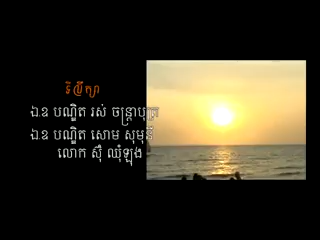 ទីប្រឹក្សា
ឯ.ឧ បណ្ឌិត រស់ ចន្ត្រាបុត្រ
ឯ.ឧ បណ្ឌិត សោម សុមុនី
លោក ស៊ឺ ឈុំឡុង